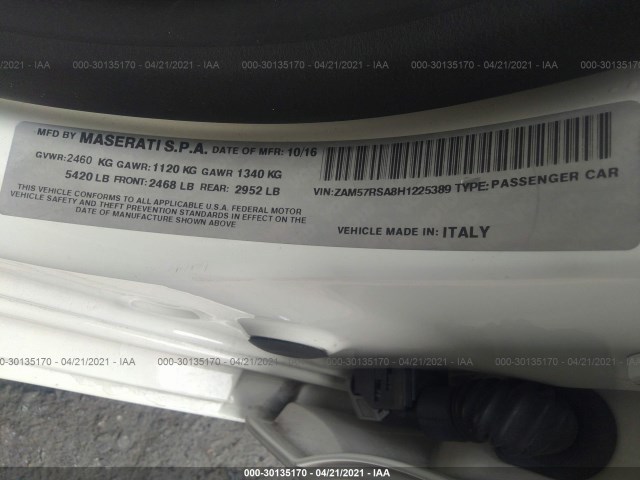 000-30135170 - 04/21/2021 - IAA
MFD BY MASERATI S.P.A. DATE OF MFR: 10/16
GVWR:2460 KG GAWR:1120 KG GAWR 1340 KG
5420 LB FRONT: 2468 LB REAR: 2952 LB
THIS VEHICLE CONFORMS TO ALL APPLICABLE U.S.A. FEDERAL MOTOR
VEHICLE SAFETY AND THEFT PREVENTION STANDARDS IN EFFECT ON THE
DATE OF MANUFACTURE SHOWN ABOVE
VIN:ZAM57RSA8H1225389 TYPE:PASSENGER CAR
VEHICLE MADE IN: ITALY
000-30135170 - 04/21/2021 - IAA
000-30135170 - 04/21/2021 - IAA